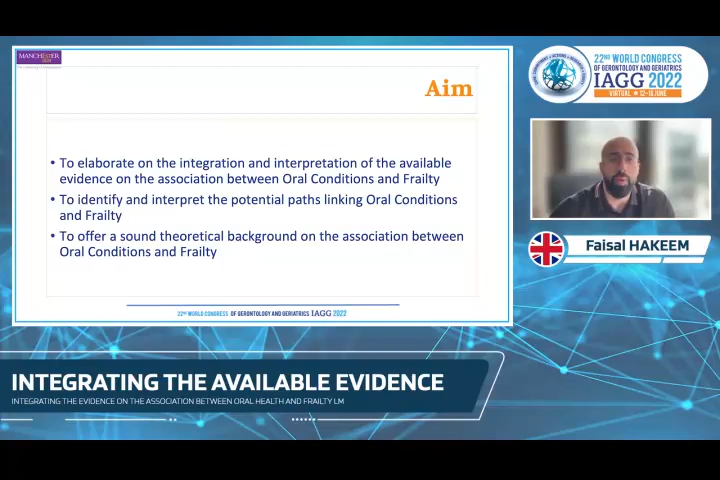 MANCHESTER
1824
Aim
• To elaborate on the integration and interpretation of the available
evidence on the association between Oral Conditions and Frailty
• To identify and interpret the potential paths linking Oral Conditions
and Frailty
• To offer a sound theoretical background on the association between
Oral Conditions and Frailty
22ND WORLD CONGRESS OF GERONTOLOGY AND GERIATRICS IAGG 2022
22ND WORLD CONGRESS
OF GERONTOLOGY AND GERIATRICS
IAGG 2022
VIRTUAL • 12-16 JUNE
Faisal HAKEEM
INTEGRATING THE AVAILABLE EVIDENCE
INTEGRATING THE EVIDENCE ON THE ASSOCIATION BETWEEN ORAL HEALTH AND FRAILTY LM